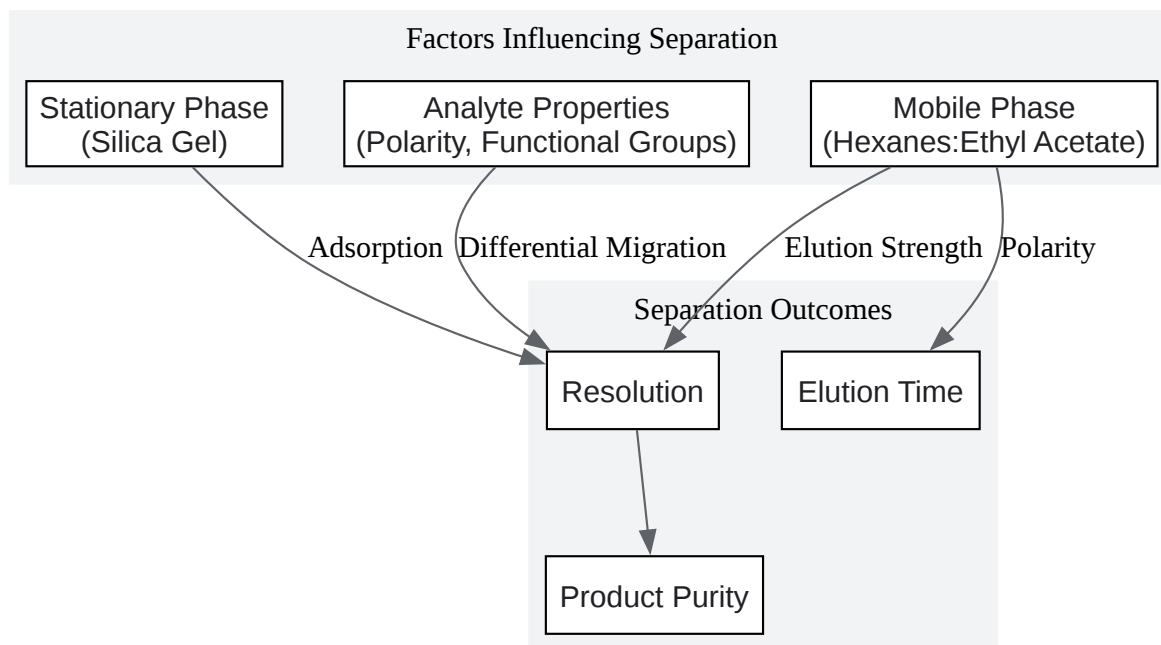 Factors Influencing Separation
Stationary Phase
(Silica Gel)
Analyte Properties
(Polarity, Functional Groups)
Mobile Phase
(Hexanes:Ethyl Acetate)
Adsorption
Differential Migration
Elution Strength
Polarity
Separation Outcomes
Resolution
Elution Time
Product Purity